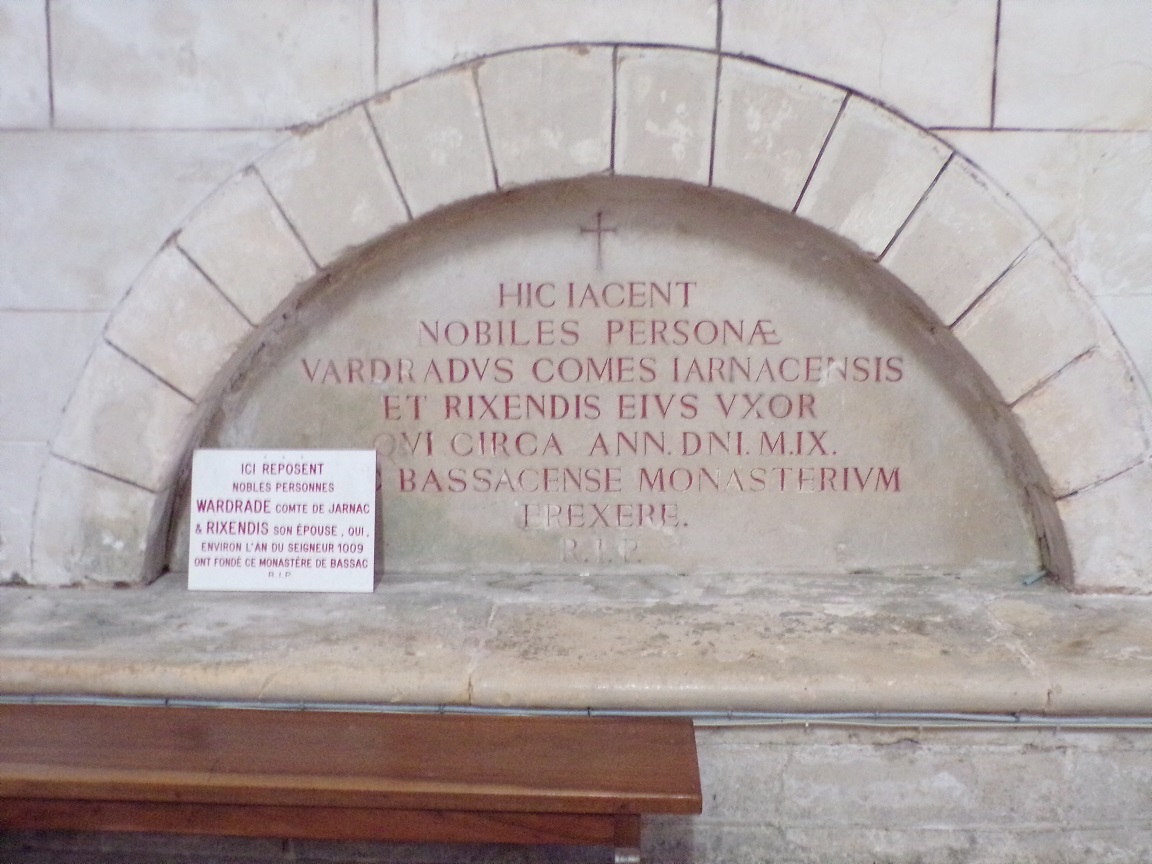 HIC IACENT
NOBILES PERSONÆ
VARDRADVS COMES IARNACENSIS
ET RIXENDIS EIVS VXOR
QVI CIRCA ANN. DNI. M.IX.
BASSACENSE MONASTERIVM
EREXERE.
R.I.P.
ICI REPOSENT
NOBLES PERSONNES
WARDRADE COMTE DE JARNAC
& RIXENDIS SON ÉPOUSE, QUI,
ENVIRON L'AN DU SEIGNEUR 1009
ONT FONDÉ CE MONASTÈRE DE BASSAC
R.I.P.